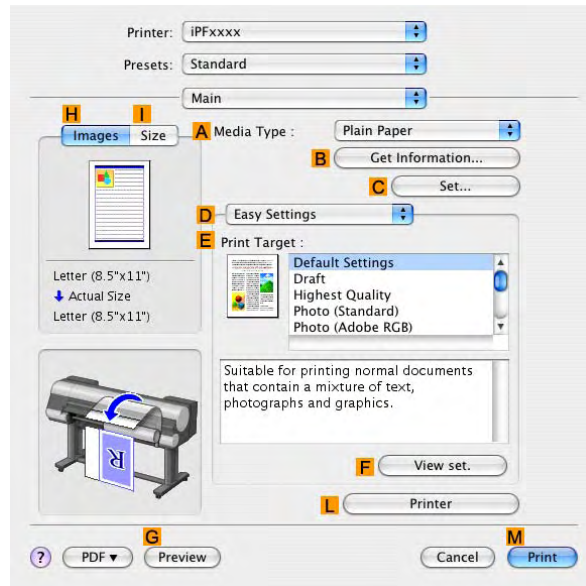 Printer: iPFxxxx
Presets: Standard
Main
H I
Images Size
A Media Type : Plain Paper
B Get Information...
C Set...
D Easy Settings
E Print Target :
Default Settings
Draft
Highest Quality
Photo (Standard)
Photo (Adobe RGB)
Letter (8.5"x11")
Actual Size
Letter (8.5"x11")
Suitable for printing normal documents
that contain a mixture of text,
photographs and graphics.
R
F View set.
L Printer
G M
? PDF▼ Preview Cancel Print